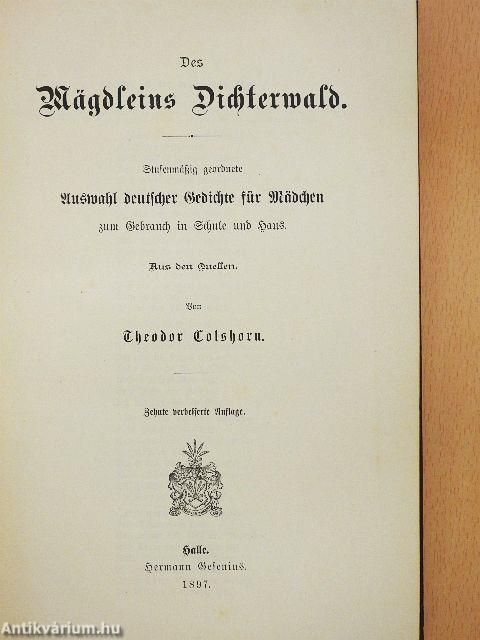 Des
Mägdleins Dichterwald.
Stufenmäßig geordnete
Auswahl deutscher Gedichte für Mädchen
zum Gebrauch in Schule und Haus.
Aus den Quellen.
Von
Theodor Colshorn.
Zehnte verbesserte Auflage.
Halle.
Hermann Gesenius.
1897.
Antikvárium.hu